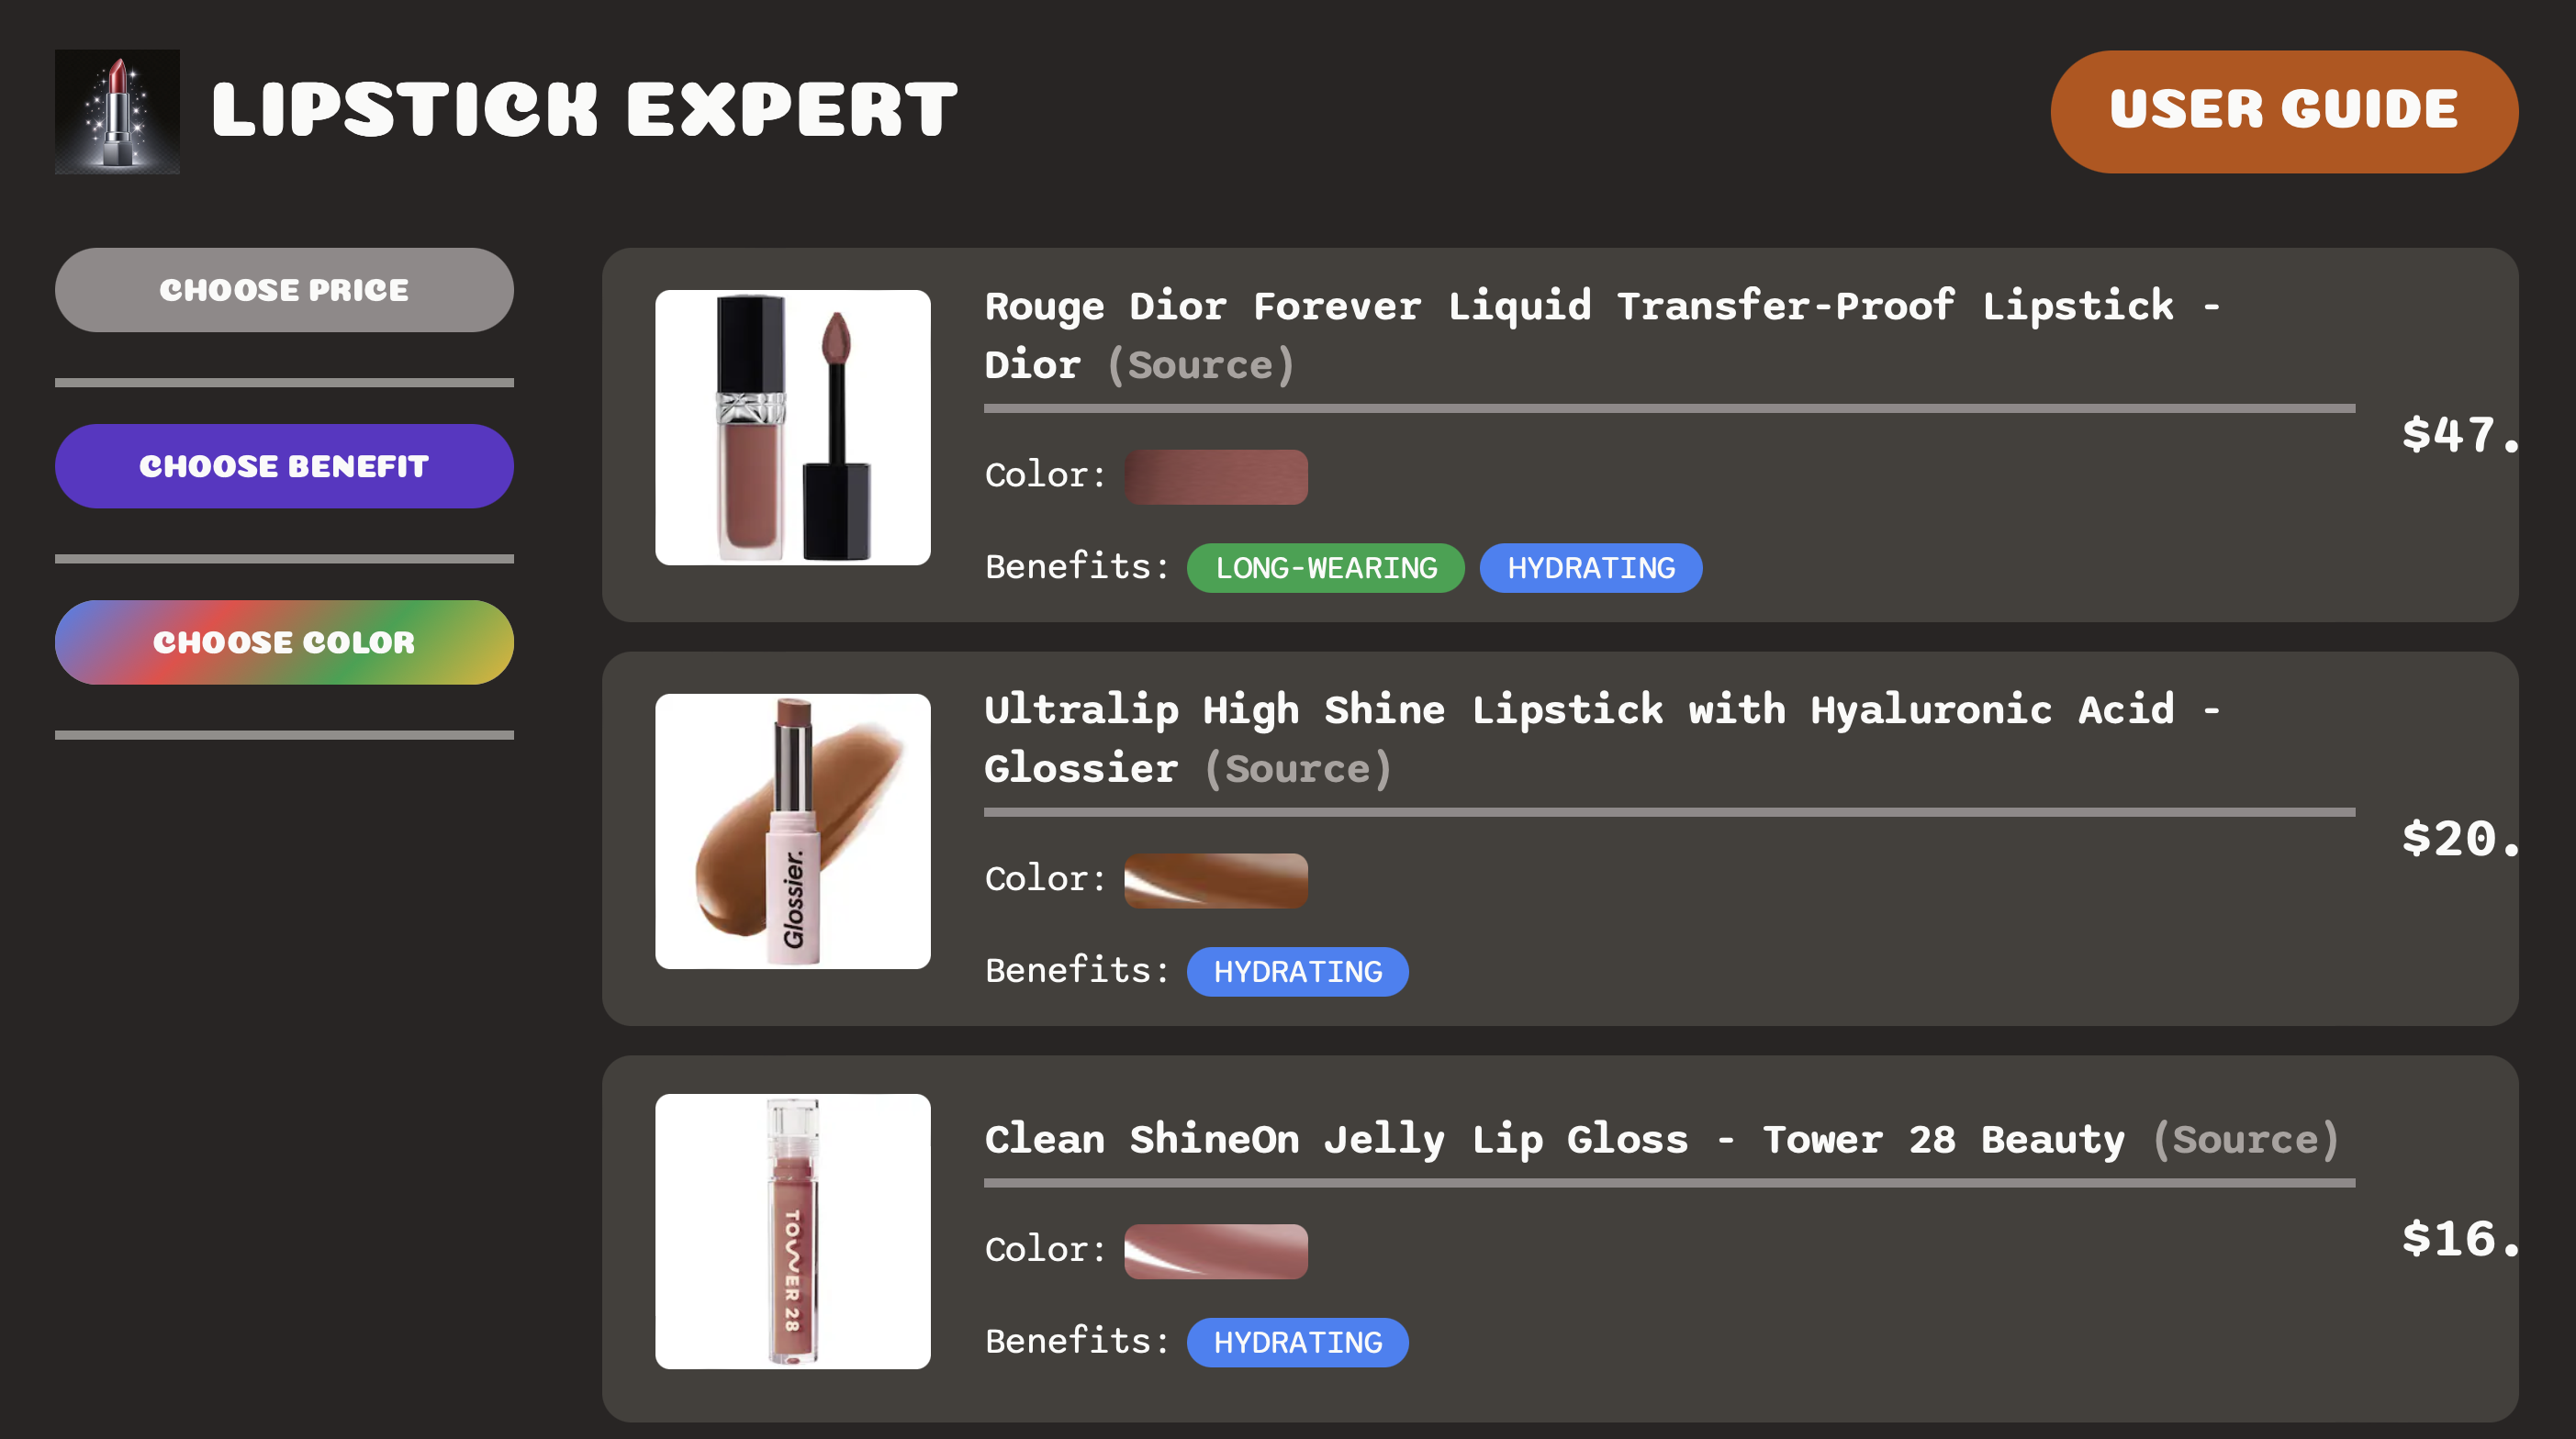 LIPSTICK EXPERT
USER GUIDE
CHOOSE PRICE
CHOOSE BENEFIT
CHOOSE COLOR
Rouge Dior Forever Liquid Transfer-Proof Lipstick -
Dior (Source)
$47.
Color:
Benefits: LONG-WEARING HYDRATING
Glossier.
Ultralip High Shine Lipstick with Hyaluronic Acid -
Glossier (Source)
$20.
Color:
Benefits: HYDRATING
TOWER 28
Clean ShineOn Jelly Lip Gloss - Tower 28 Beauty (Source)
$16.
Color:
Benefits: HYDRATING